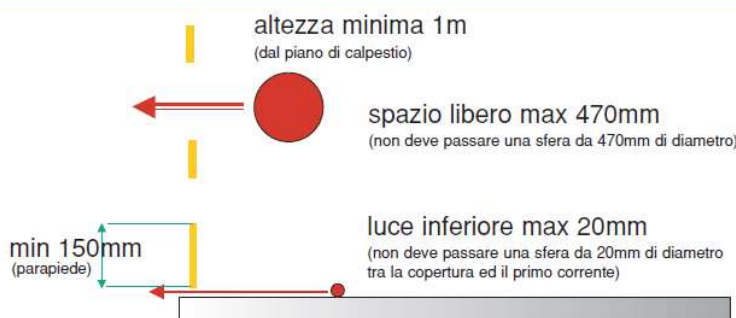 altezza minima 1m
(dal piano di calpestio)
spazio libero max 470mm
(non deve passare una sfera da 470mm di diametro)
luce inferiore max 20mm
(non deve passare una sfera da 20mm di diametro
tra la copertura ed il primo corrente)
min 150mm
(parapiede)